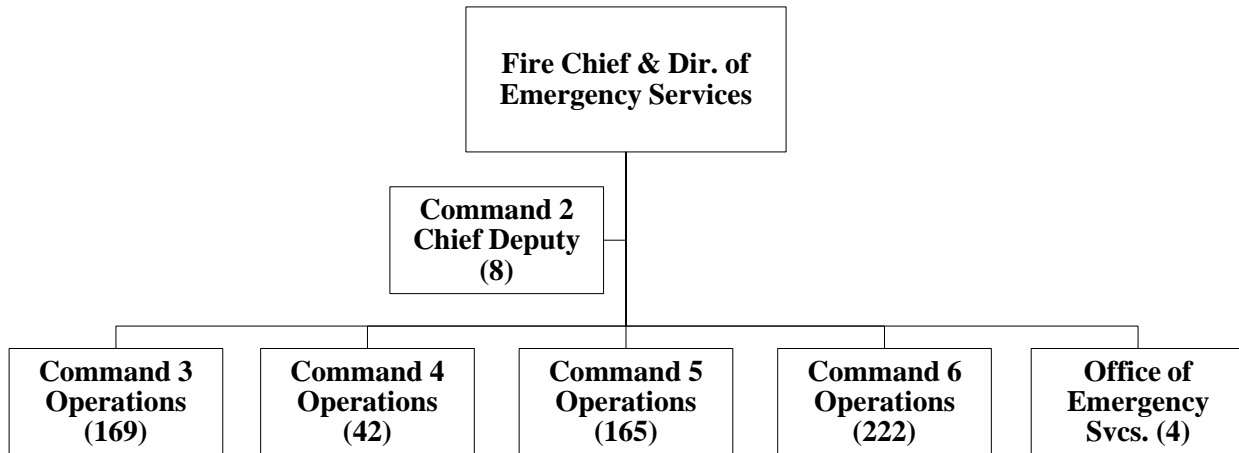 Fire Chief & Dir. of
Emergency Services
Command 2
Chief Deputy
(8)
Command 3
Operations
(169)
Command 4
Operations
(42)
Command 5
Operations
(165)
Command 6
Operations
(222)
Office of
Emergency
Svcs. (4)